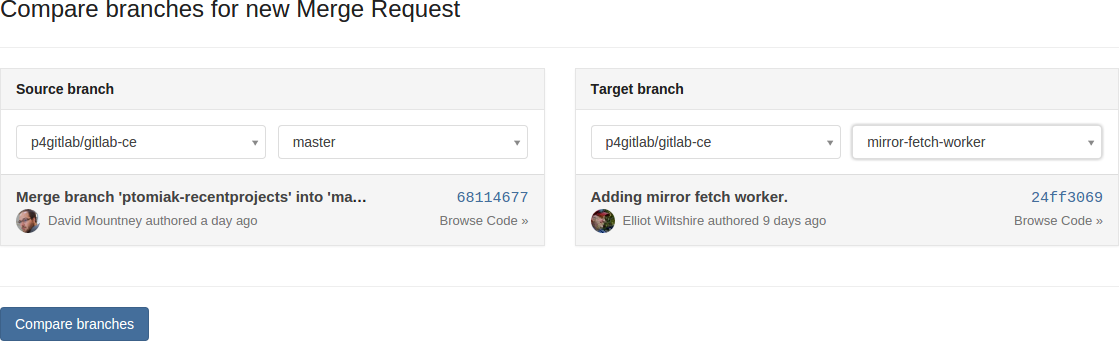 Compare branches for new Merge Request
Source branch
p4gitlab/gitlab-ce
master
Merge branch 'ptomiak-recentprojects' into 'ma...
68114677
David Mountney authored a day ago
Browse Code »
Target branch
p4gitlab/gitlab-ce
mirror-fetch-worker
Adding mirror fetch worker.
24ff3069
Elliot Wiltshire authored 9 days ago
Browse Code »
Compare branches